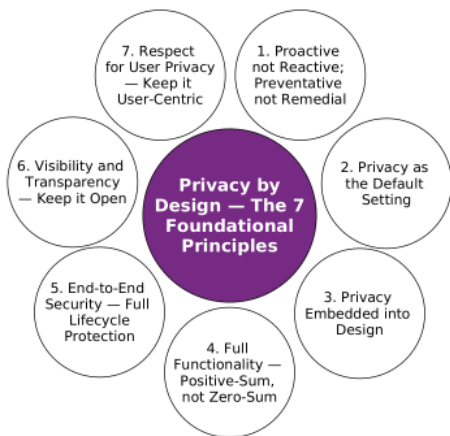 Privacy by
Design — The 7
Foundational
Principles
1. Proactive
not Reactive;
Preventative
not Remedial
2. Privacy as
the Default
Setting
3. Privacy
Embedded into
Design
4. Full
Functionality —
Positive-Sum,
not Zero-Sum
5. End-to-End
Security — Full
Lifecycle
Protection
6. Visibility and
Transparency
— Keep it Open
7. Respect
for User Privacy
— Keep it
User-Centric